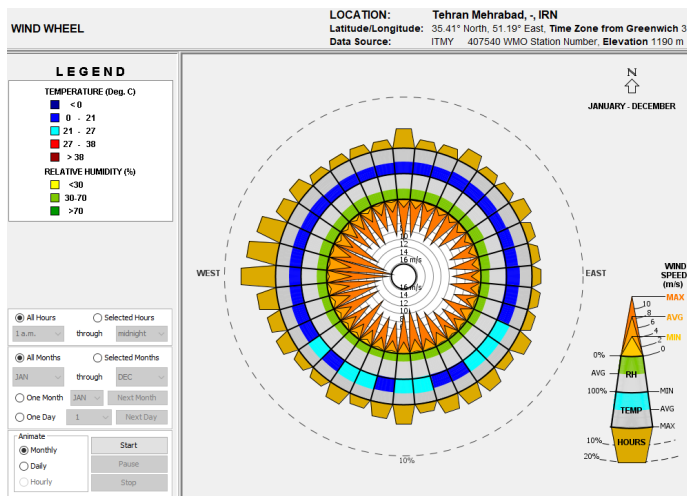 WIND WHEEL
LOCATION: Tehran Mehrabad, -, IRN
Latitude/Longitude: 35.41° North, 51.19° East, Time Zone from Greenwich 3
Data Source: ITMY 407540 WMO Station Number, Elevation 1190 m
LEGEND
TEMPERATURE (Deg. C)
< 0
0 - 21
21 - 27
27 - 38
> 38
RELATIVE HUMIDITY (%)
<30
30-70
>70
All Hours Selected Hours
1 a.m. through midnight
All Months Selected Months
JAN through DEC
One Month JAN Next Month
One Day 1 Next Day
Animate
Monthly Start
Daily Pause
Hourly Stop
N
JANUARY - DECEMBER
WEST
EAST
10
12
14
16 m/s
16 m/s
14
12
10
8
10%
WIND
SPEED
(m/s)
MAX
10
8
AVG
6
4
MIN
2
0%
0
AVG
RH
100%
MIN
TEMP
AVG
MAX
HOURS
10%
20%